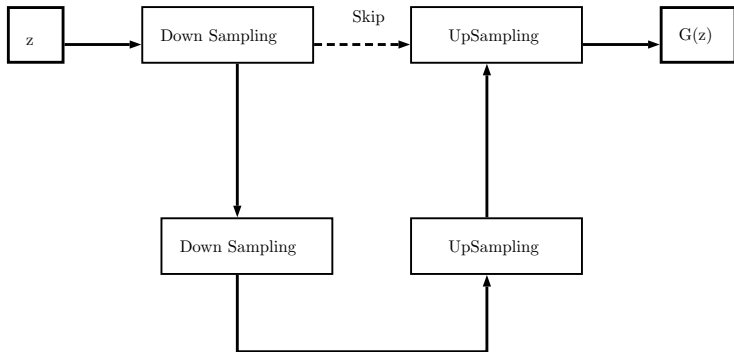 Skip
z
Down Sampling
UpSampling
G(z)
Down Sampling
UpSampling